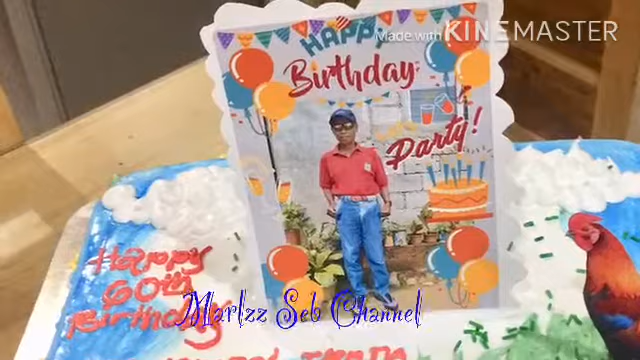 Made with KINEMASTER
HAPPY
Birthday
Party!
Happy
60th
Birthday
Marlzz Seb Channel